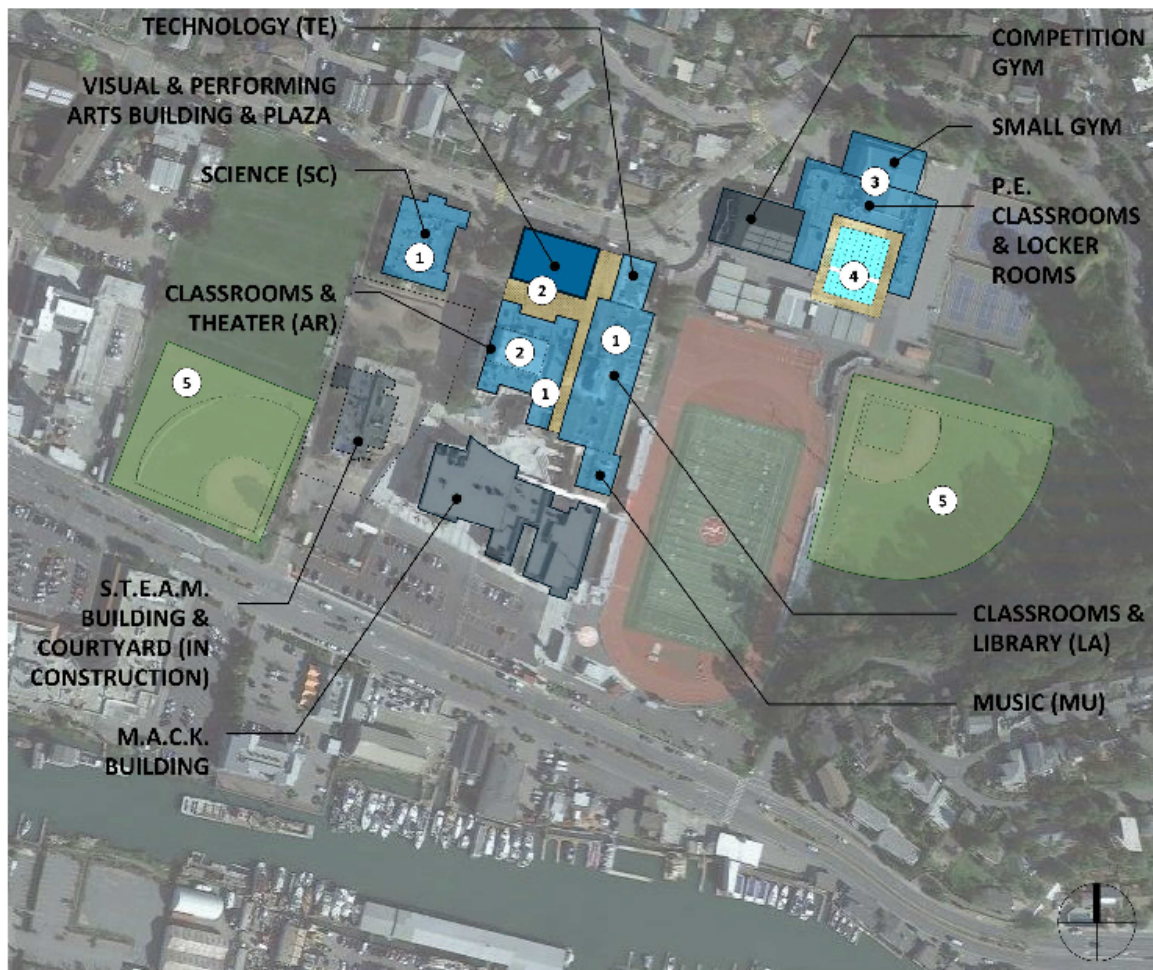 TECHNOLOGY (TE)
VISUAL & PERFORMING
ARTS BUILDING & PLAZA
SCIENCE (SC)
CLASSROOMS &
THEATER (AR)
S.T.E.A.M.
BUILDING &
COURTYARD (IN
CONSTRUCTION)
M.A.C.K.
BUILDING
COMPETITION
GYM
SMALL GYM
P.E.
CLASSROOMS
& LOCKER
ROOMS
CLASSROOMS &
LIBRARY (LA)
MUSIC (MU)
1
2
2
1
1
3
4
5
5